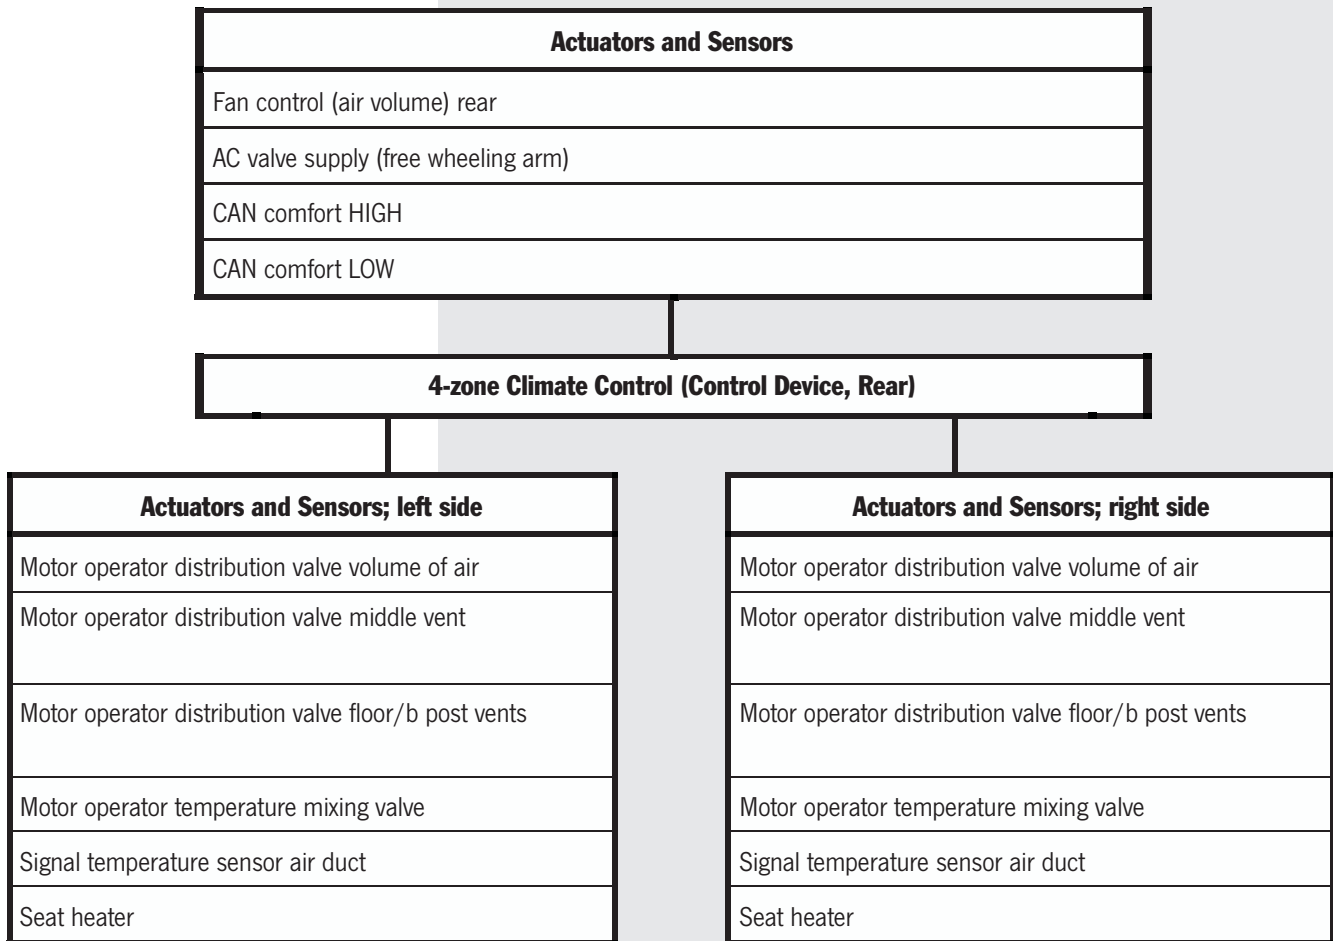 Actuators and Sensors
Fan control (air volume) rear
AC valve supply (free wheeling arm)
CAN comfort HIGH
CAN comfort LOW
4-zone Climate Control (Control Device, Rear)
Actuators and Sensors; left side
Motor operator distribution valve volume of air
Motor operator distribution valve middle vent
Motor operator distribution valve floor/b post vents
Motor operator temperature mixing valve
Signal temperature sensor air duct
Seat heater
Actuators and Sensors; right side
Motor operator distribution valve volume of air
Motor operator distribution valve middle vent
Motor operator distribution valve floor/b post vents
Motor operator temperature mixing valve
Signal temperature sensor air duct
Seat heater